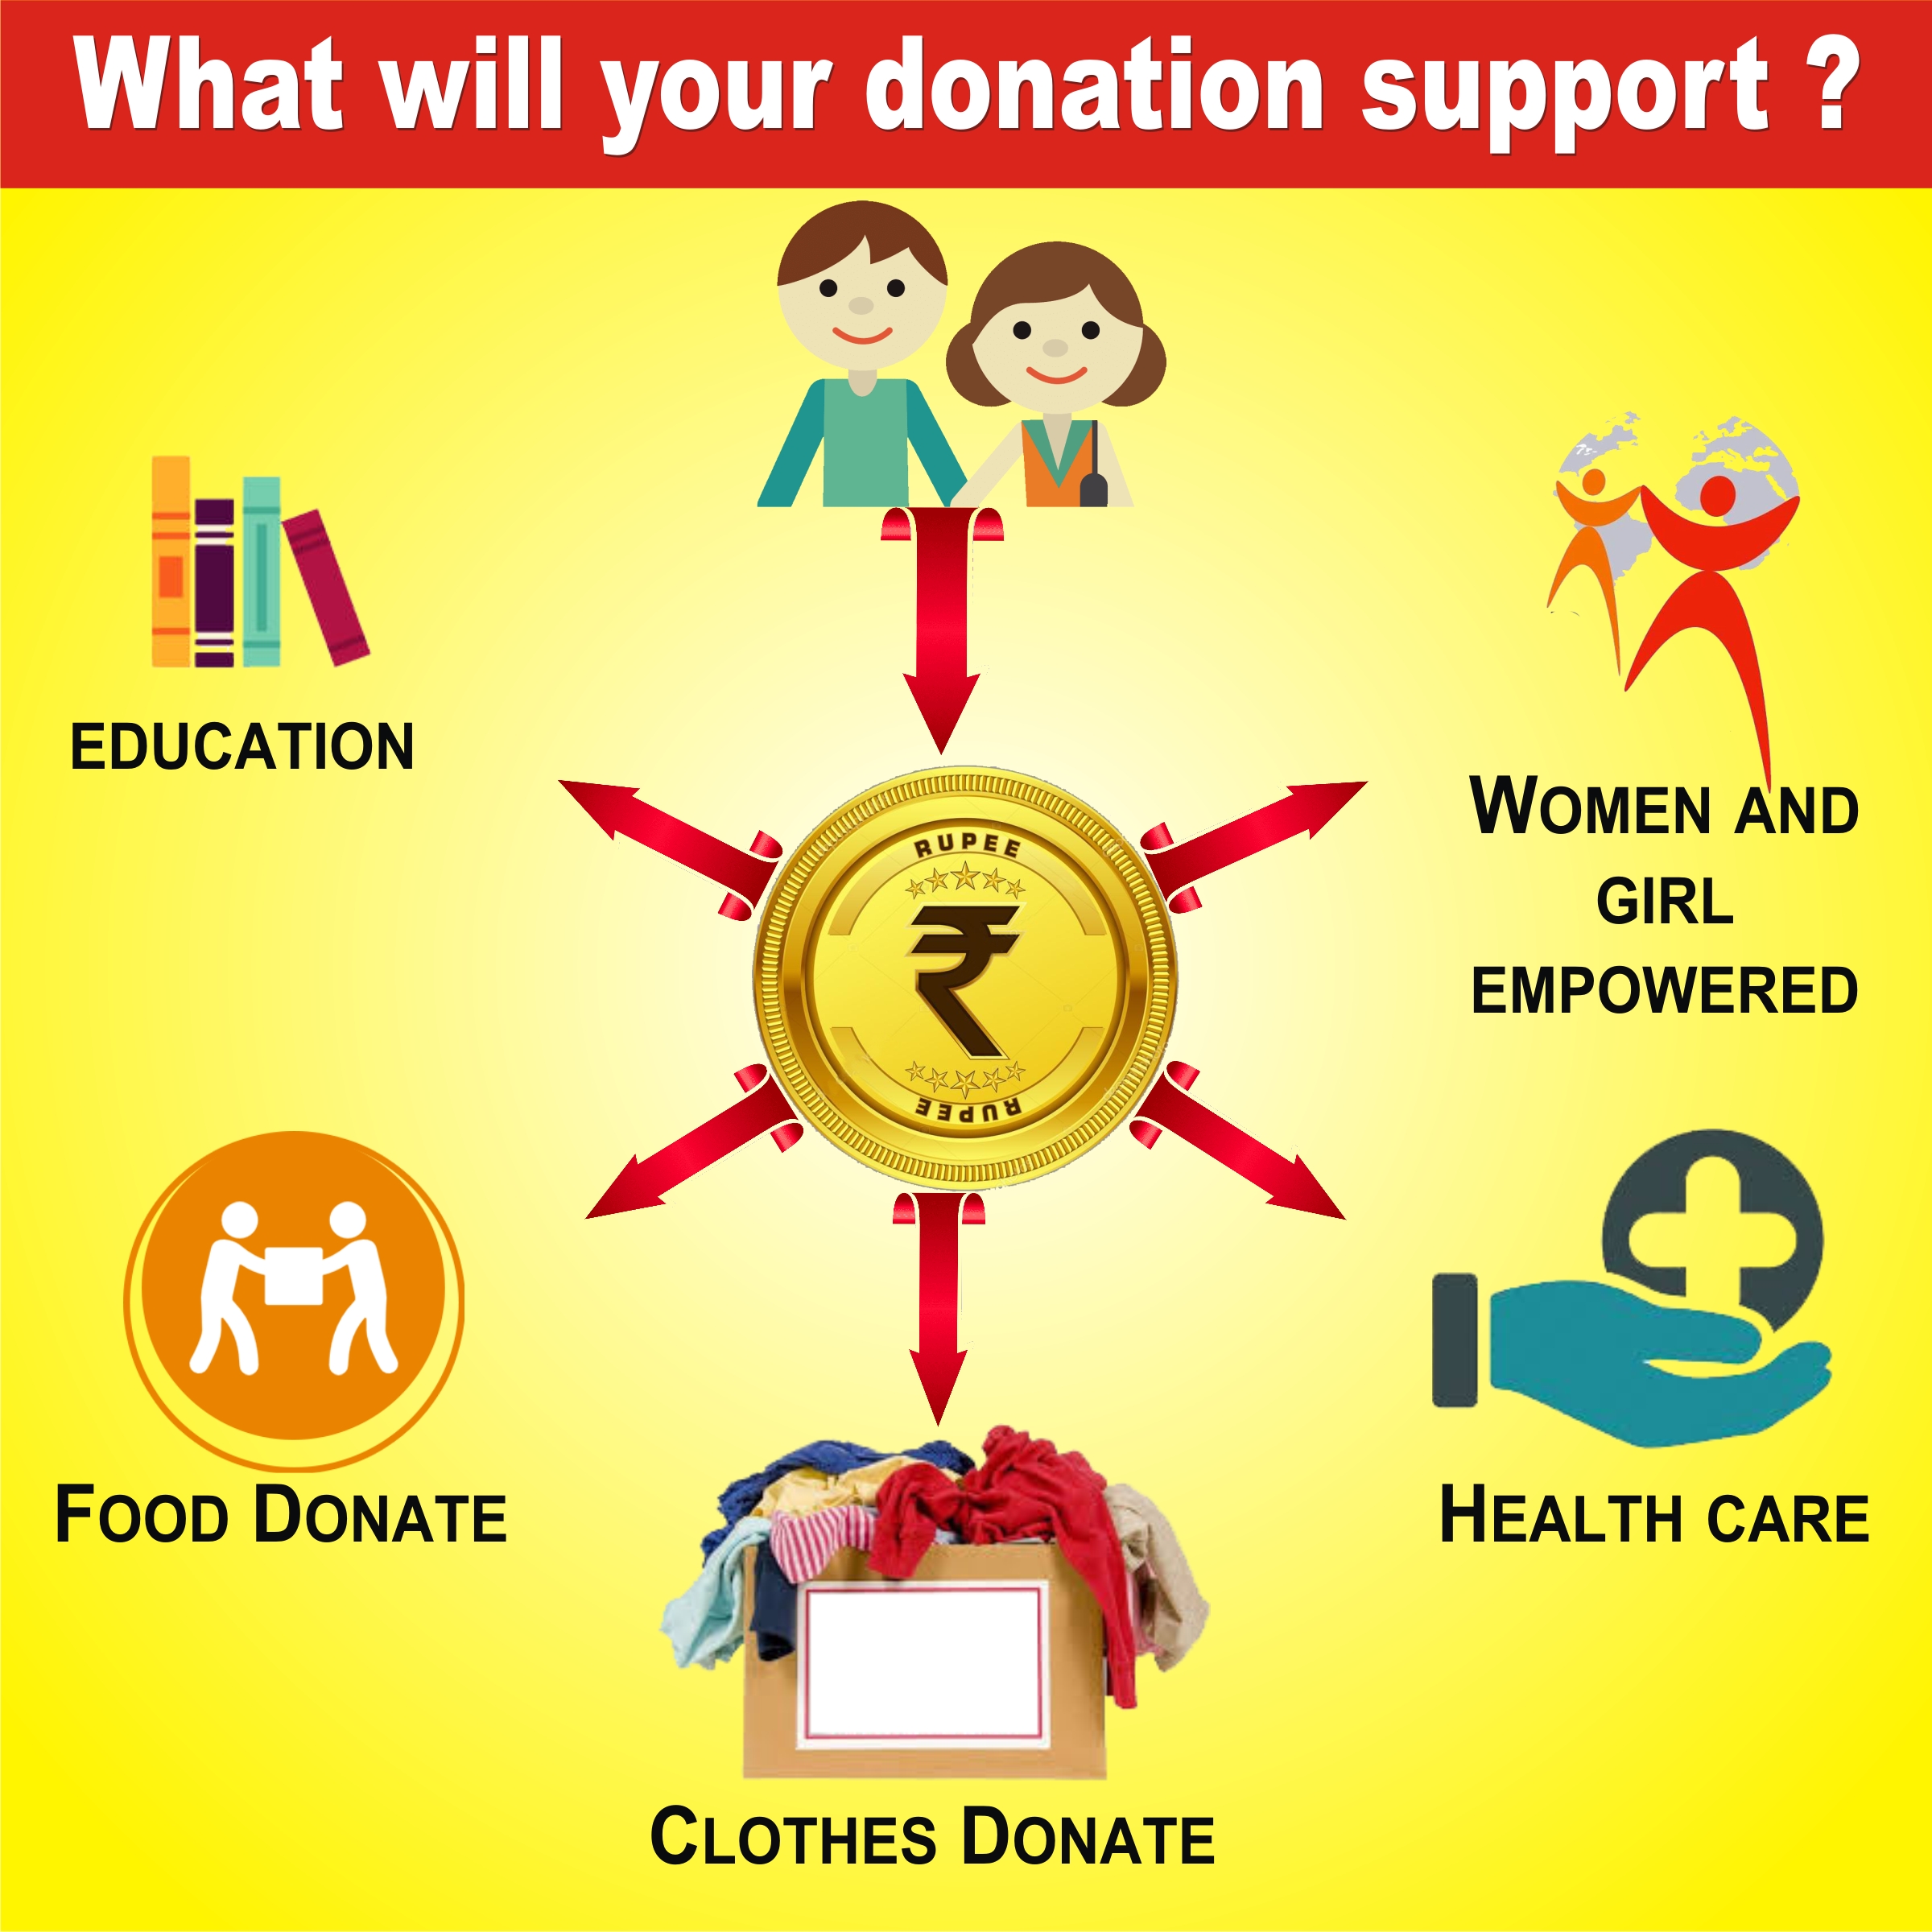 What will your donation support ?
EDUCATION
WOMEN AND
GIRL
EMPOWERED
RUPEE
₹
RUPEE
FOOD DONATE
HEALTH CARE
CLOTHES DONATE